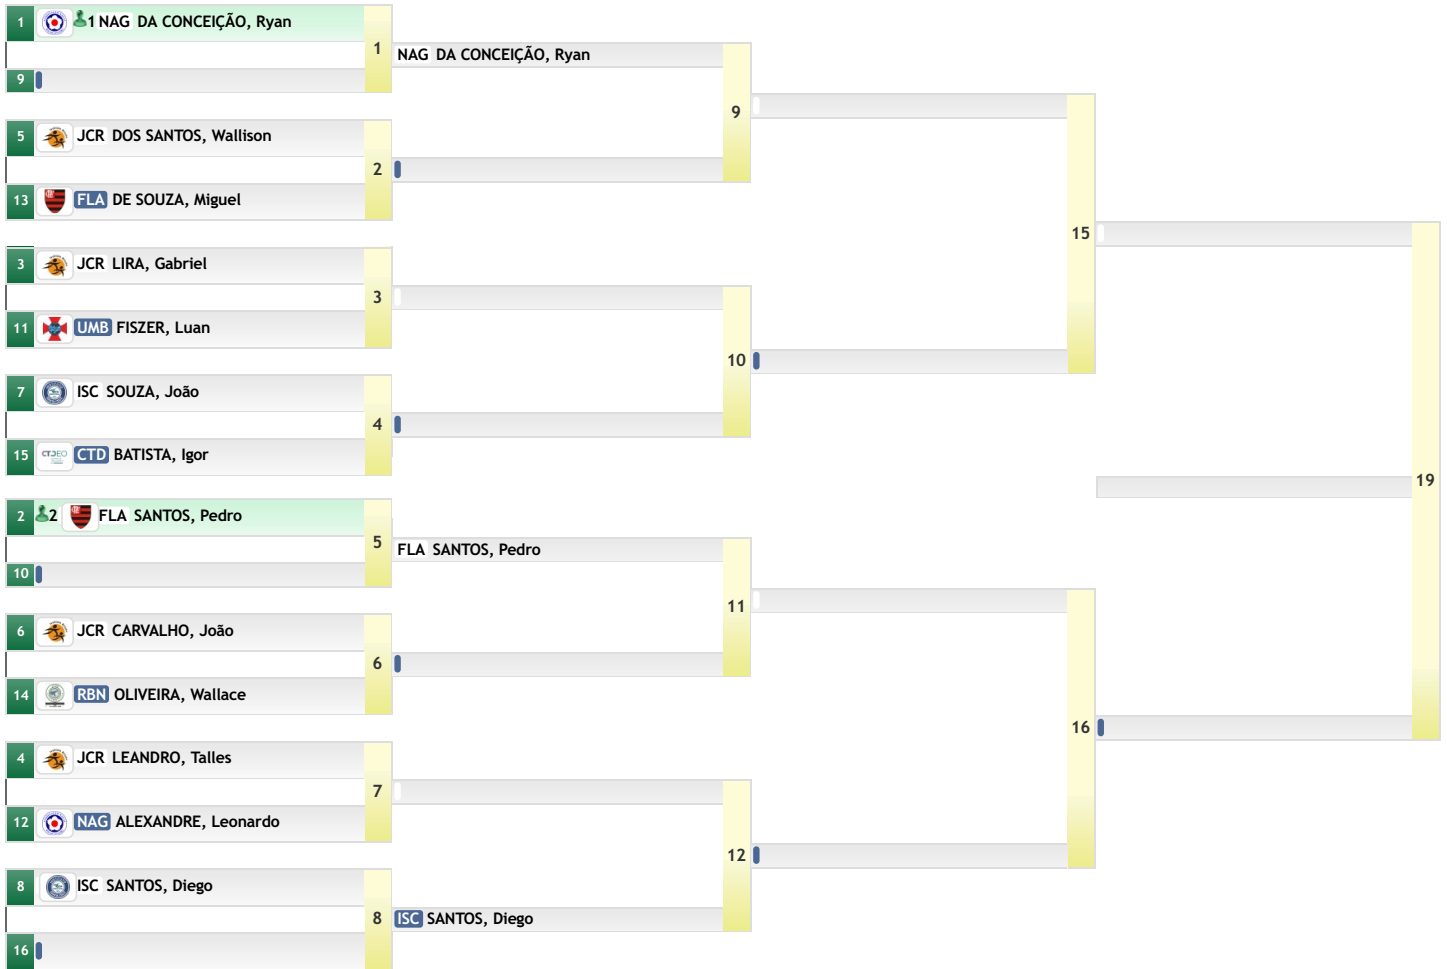 1 1 NAG DA CONCEIÇÃO, Ryan
1
NAG DA CONCEIÇÃO, Ryan
9
9
5 JCR DOS SANTOS, Wallison
2
13 FLA DE SOUZA, Miguel
15
3 JCR LIRA, Gabriel
3
11 UMB FISZER, Luan
10
7 ISC SOUZA, João
4
15 CTD BATISTA, Igor
19
2 2 FLA SANTOS, Pedro
5
FLA SANTOS, Pedro
10
11
6 JCR CARVALHO, João
6
14 RBN OLIVEIRA, Wallace
16
4 JCR LEANDRO, Talles
7
12 NAG ALEXANDRE, Leonardo
12
8 ISC SANTOS, Diego
8
ISC SANTOS, Diego
16